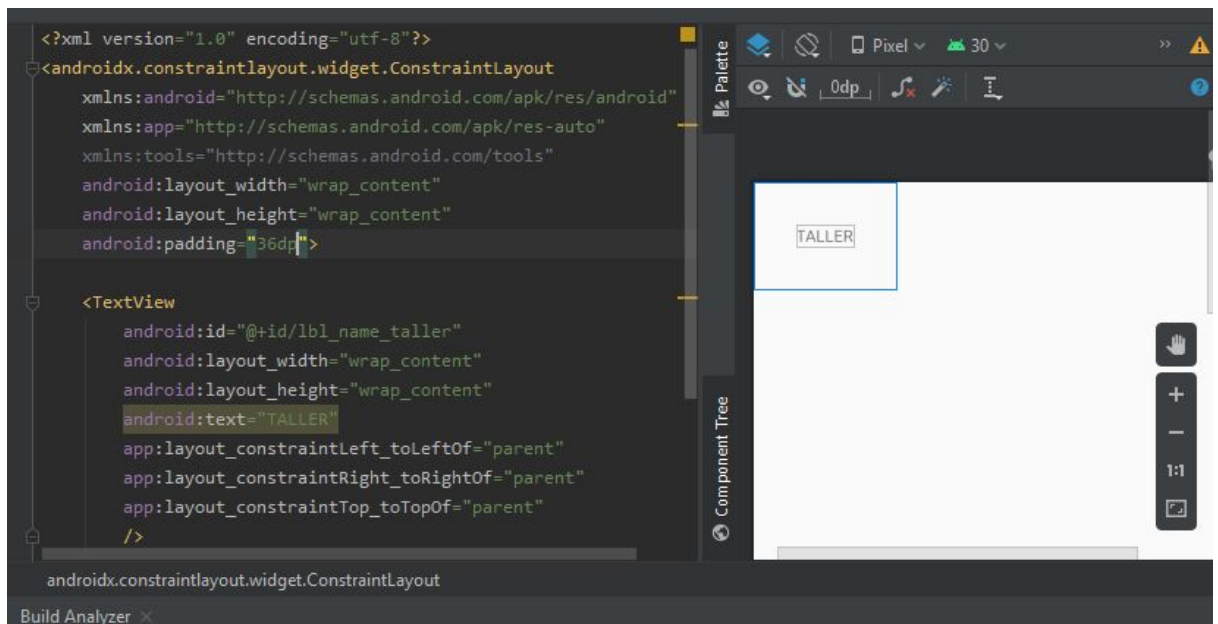 <?xml version="1.0" encoding="utf-8"?>
<androidx.constraintlayout.widget.ConstraintLayout
xmlns:android="http://schemas.android.com/apk/res/android"
xmlns:app="http://schemas.android.com/apk/res-auto"
xmlns:tools="http://schemas.android.com/tools"
android:layout_width="wrap_content"
android:layout_height="wrap_content"
android:padding="36dp">
<TextView
android:id="@+id/lbl_name_taller"
android:layout_width="wrap_content"
android:layout_height="wrap_content"
android:text="TALLER"
app:layout_constraintLeft_toLeftOf="parent"
app:layout_constraintRight_toRightOf="parent"
app:layout_constraintTop_toTopOf="parent"
/>
androidx.constraintlayout.widget.ConstraintLayout
Build Analyzer
Palette
Component Tree
Pixel 30
0dp
TALLER
1:1